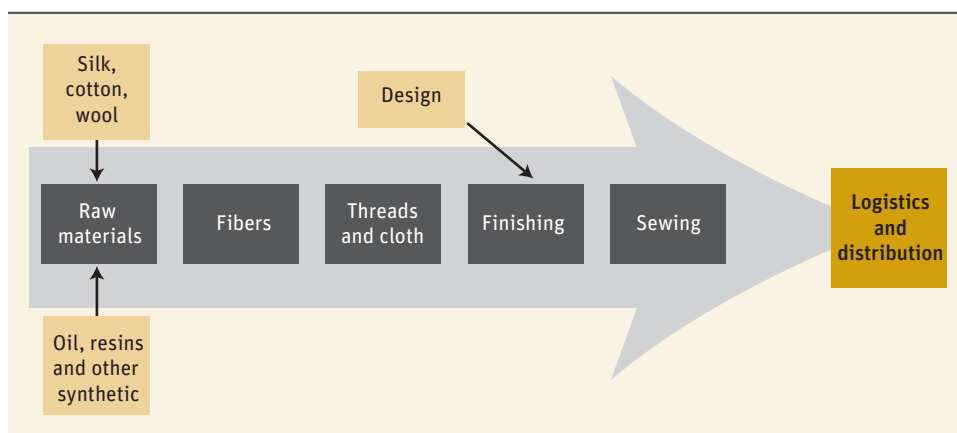 Silk,
cotton,
wool
Design
Raw
materials
Fibers
Threads
and cloth
Finishing
Sewing
Logistics
and
distribution
Oil, resins
and other
synthetic